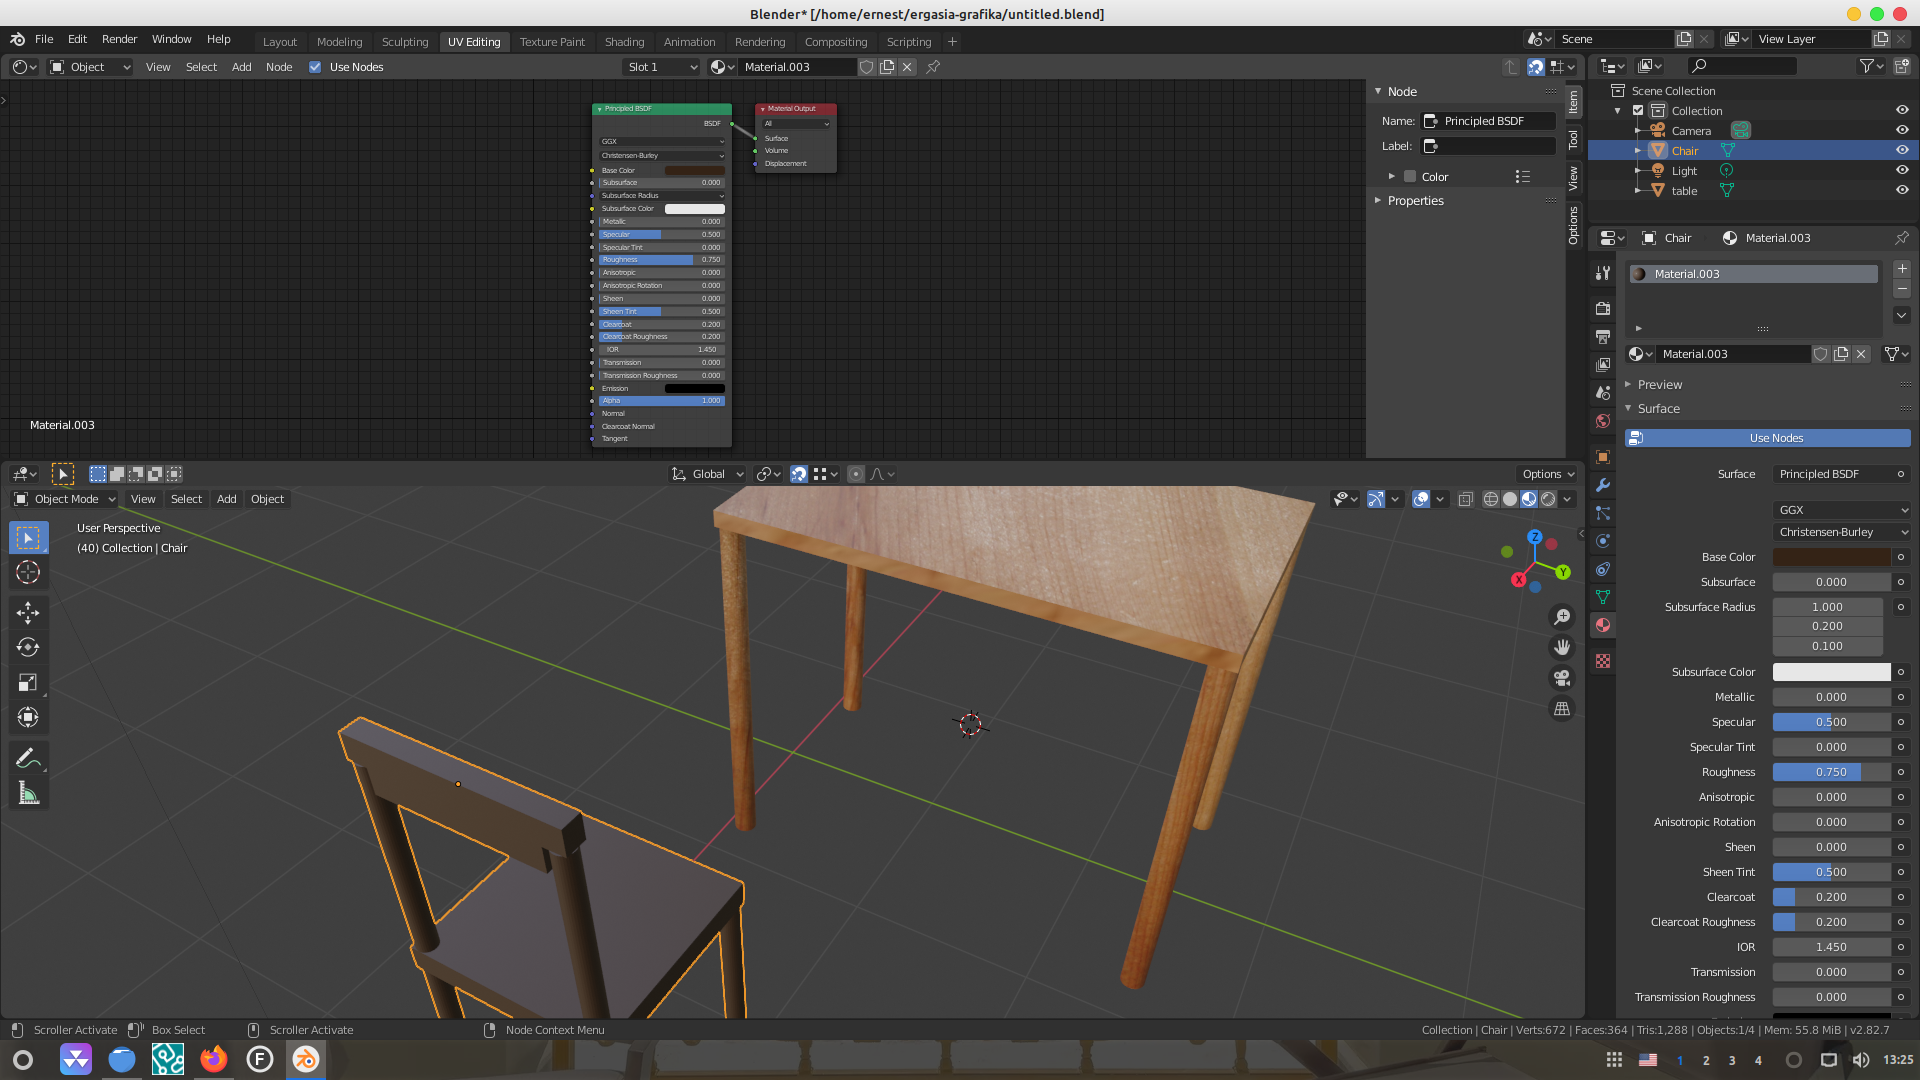 Blender* [/home/ernest/ergasia-grafika/untitled.blend]
File Edit Render Window Help
Layout Modeling Sculpting UV Editing Texture Paint Shading Animation Rendering Compositing Scripting +
Scene View Layer
Object View Select Add Node Use Nodes Slot 1 Material.003
Principled BSDF
BSDF
GGX
Christensen-Burley
Base Color
Subsurface 0.000
Subsurface Radius
Subsurface Color
Metallic 0.000
Specular 0.500
Specular Tint 0.000
Roughness 0.750
Anisotropic 0.000
Anisotropic Rotation 0.000
Sheen 0.000
Sheen Tint 0.500
Clearcoat 0.200
Clearcoat Roughness 0.200
IOR 1.450
Transmission 0.000
Transmission Roughness 0.000
Emission
Alpha 1.000
Normal
Clearcoat Normal
Tangent
Material Output
All
Surface
Volume
Displacement
Material.003
Node
Name: Principled BSDF
Label:
Color
Properties
Item
Tool
View
Options
Scene Collection
Collection
Camera
Chair
Light
table
Chair Material.003
Material.003
Material.003
Preview
Surface
Use Nodes
Surface Principled BSDF
GGX
Christensen-Burley
Base Color
Subsurface 0.000
Subsurface Radius 1.000
0.200
0.100
Subsurface Color
Metallic 0.000
Specular 0.500
Specular Tint 0.000
Roughness 0.750
Anisotropic 0.000
Anisotropic Rotation 0.000
Sheen 0.000
Sheen Tint 0.500
Clearcoat 0.200
Clearcoat Roughness 0.200
IOR 1.450
Transmission 0.000
Transmission Roughness 0.000
Global Options
Object Mode View Select Add Object
User Perspective
(40) Collection | Chair
Z
Y
X
Scroller Activate Box Select Scroller Activate Node Context Menu
Collection | Chair | Verts:672 | Faces:364 | Tris:1,288 | Objects:1/4 | Mem: 55.8 MiB | v2.82.7
F
1 2 3 4 13:25